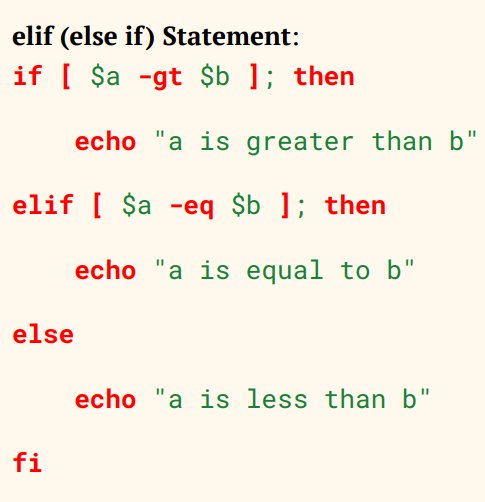 elif (else if) Statement:
if [ $a -gt $b ]; then
echo "a is greater than b"
elif [ $a -eq $b ]; then
echo "a is equal to b"
else
echo "a is less than b"
fi